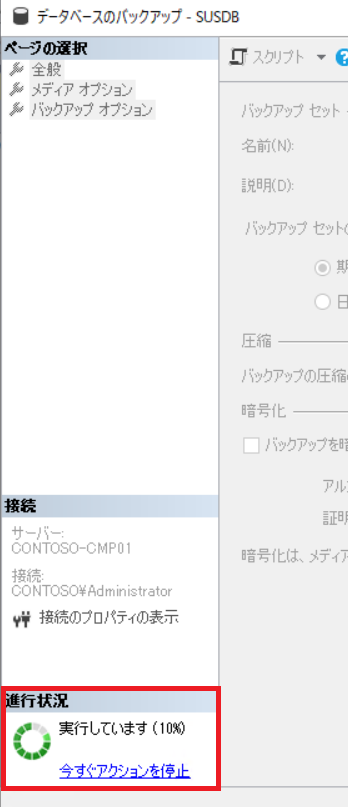 データベースのバックアップ - SUSDB
ページの選択
全般
メディア オプション
バックアップ オプション
接続
サーバー:
CONTOSO-CMP01
接続:
CONTOSO¥Administrator
接続のプロパティの表示
進行状況
実行しています (10%)
今すぐアクションを停止
スクリプト
バックアップ セット
名前(N):
説明(D):
バックアップ セットの
期
日
圧縮
バックアップの圧縮
暗号化
バックアップを暗
アル
証明
暗号化は、メディア